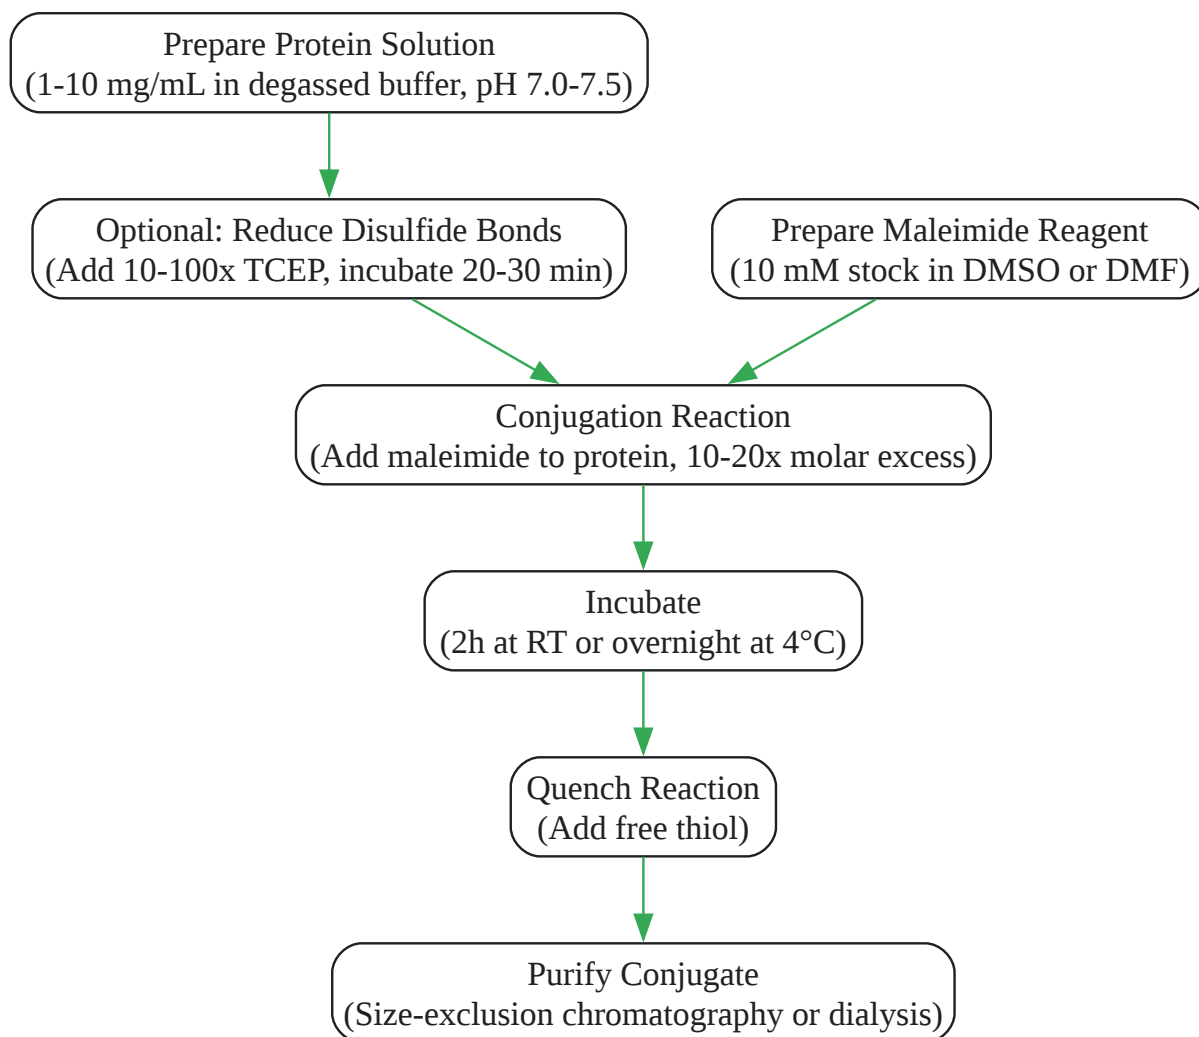 Prepare Protein Solution
(1-10 mg/mL in degassed buffer, pH 7.0-7.5)
Optional: Reduce Disulfide Bonds
(Add 10-100x TCEP, incubate 20-30 min)
Prepare Maleimide Reagent
(10 mM stock in DMSO or DMF)
Conjugation Reaction
(Add maleimide to protein, 10-20x molar excess)
Incubate
(2h at RT or overnight at 4°C)
Quench Reaction
(Add free thiol)
Purify Conjugate
(Size-exclusion chromatography or dialysis)